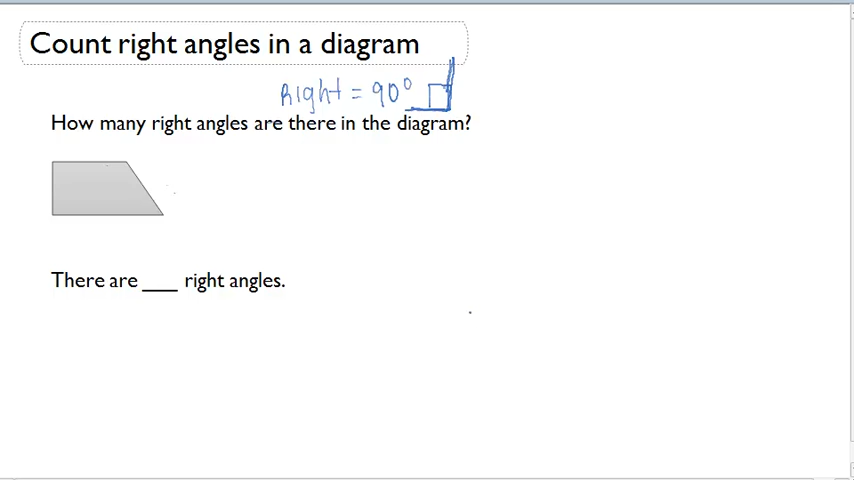 Count right angles in a diagram
Right = 90°
How many right angles are there in the diagram?
There are ___ right angles.